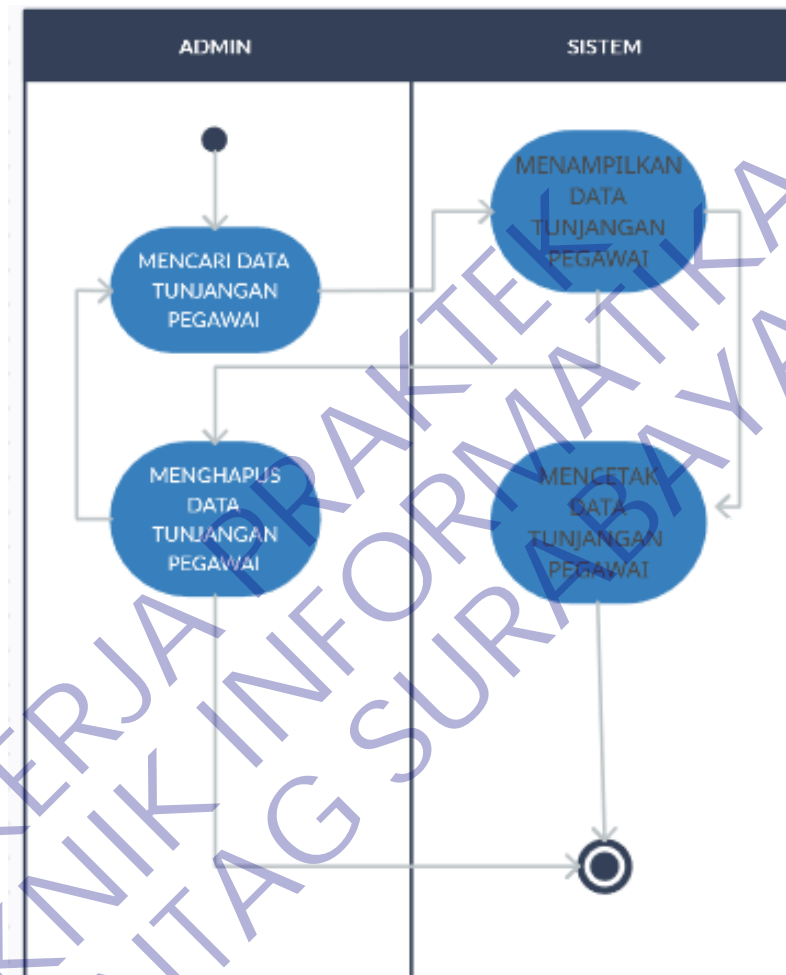 ADMIN
SISTEM
MENCARI DATA
TUNJANGAN
PEGAWAI
MENAMPILKAN
DATA
TUNJANGAN
PEGAWAI
MENGHAPUS
DATA
TUNJANGAN
PEGAWAI
MENCETAK
DATA
TUNJANGAN
PEGAWAI
KERJA PRAKTEK
TEKNIK INFORMATIKA
UNTAG SURABAYA